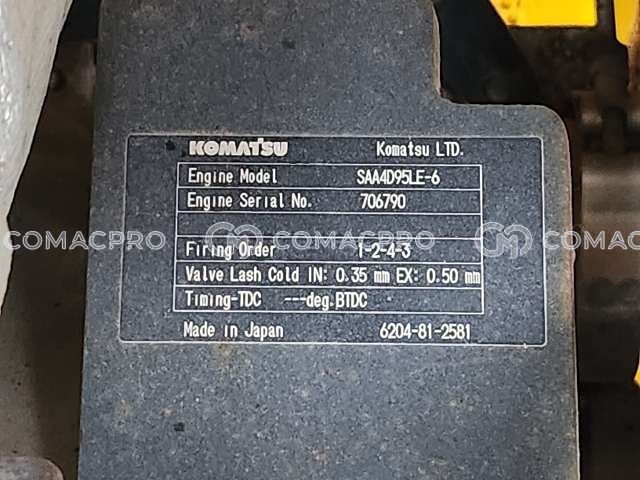 KOMATSU Komatsu LTD.
Engine Model SAA4D95LE-6
Engine Serial No. 706790
COMACPRO COMACPRO
Firing Order 1-2-4-3
Valve Lash Cold IN: 0.35 mm EX: 0.50 mm
Timing-TDC ---deg.BTDC
Made in Japan 6204-81-2581